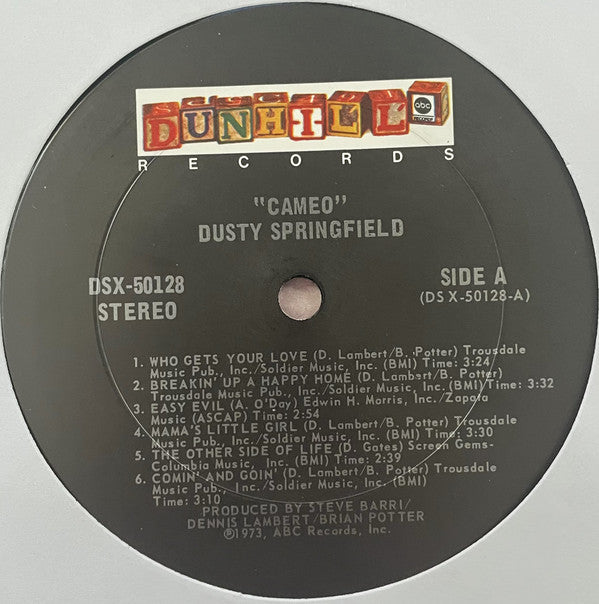 DUNHILL
abc
RECORDS
"CAMEO"
DUSTY SPRINGFIELD
DSX-50128
STEREO
SIDE A
(DS X-50128-A)
1. WHO GETS YOUR LOVE (D. Lambert/B. Potter) Trousdale
Music Pub., Inc./Soldier Music, Inc. (BMI) Time: 3:24
2. BREAKIN' UP A HAPPY HOME (D. Lambert/B. Potter)
Trousdale Music Pub., Inc./Soldier Music, Inc. (BMI) Time: 3:32
3. EASY EVIL (A. O'Day) Edwin H. Morris, Inc./Zapata
Music (ASCAP) Time: 2:54
4. MAMA'S LITTLE GIRL (D. Lambert/B. Potter) Trousdale
Music Pub., Inc./Soldier Music, Inc. (BMI) Time: 3:30
5. THE OTHER SIDE OF LIFE (D. Gates) Screen Gems-
Columbia Music, Inc. (BMI) Time: 2:39
6. COMIN' AND GOIN' (D. Lambert/B. Potter) Trousdale
Music Pub., Inc./Soldier Music, Inc. (BMI)
Time: 3:10
PRODUCED BY STEVE BARRI/
DENNIS LAMBERT/BRIAN POTTER
℗1973, ABC Records, Inc.